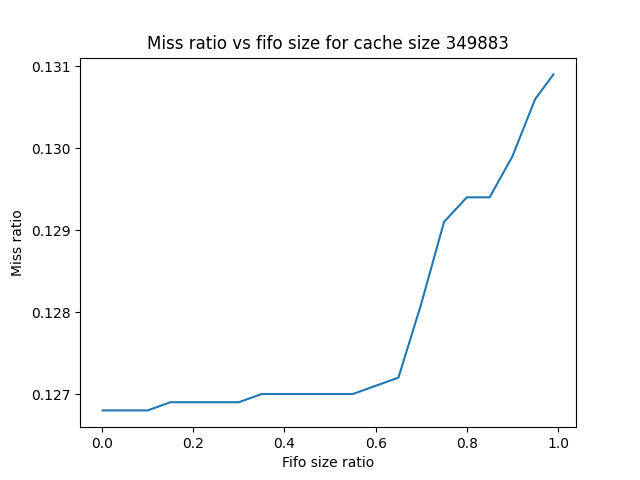 Miss ratio vs fifo size for cache size 349883
0.131
0.130
0.129
0.128
0.127
Miss ratio
0.0 0.2 0.4 0.6 0.8 1.0
Fifo size ratio